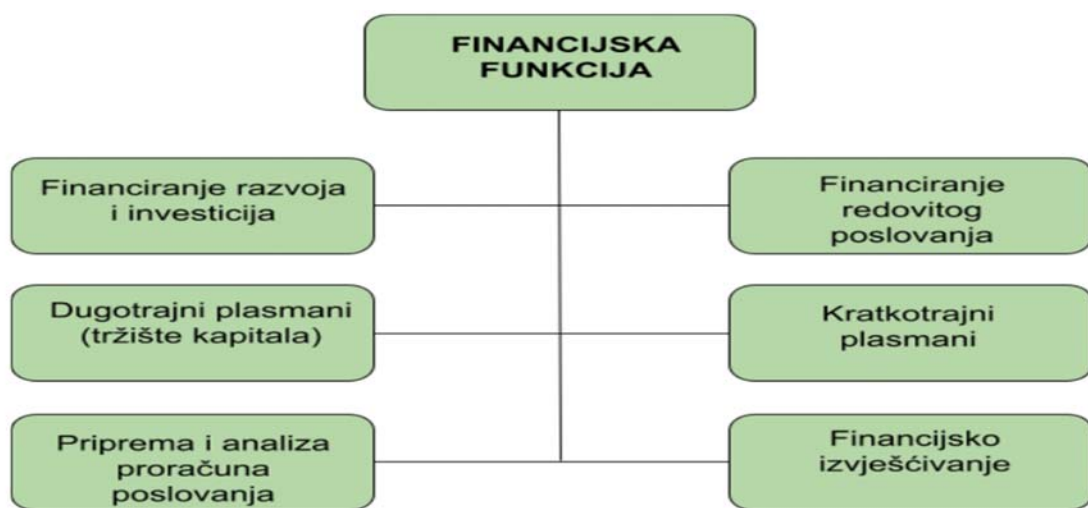 FINANCIJSKA
FUNKCIJA
Financiranje razvoja
i investicija
Financiranje
redovitog
poslovanja
Dugotrajni plasmani
(tržište kapitala)
Kratkotrajni
plasmani
Priprema i analiza
proračuna
poslovanja
Financijsko
izvješćivanje